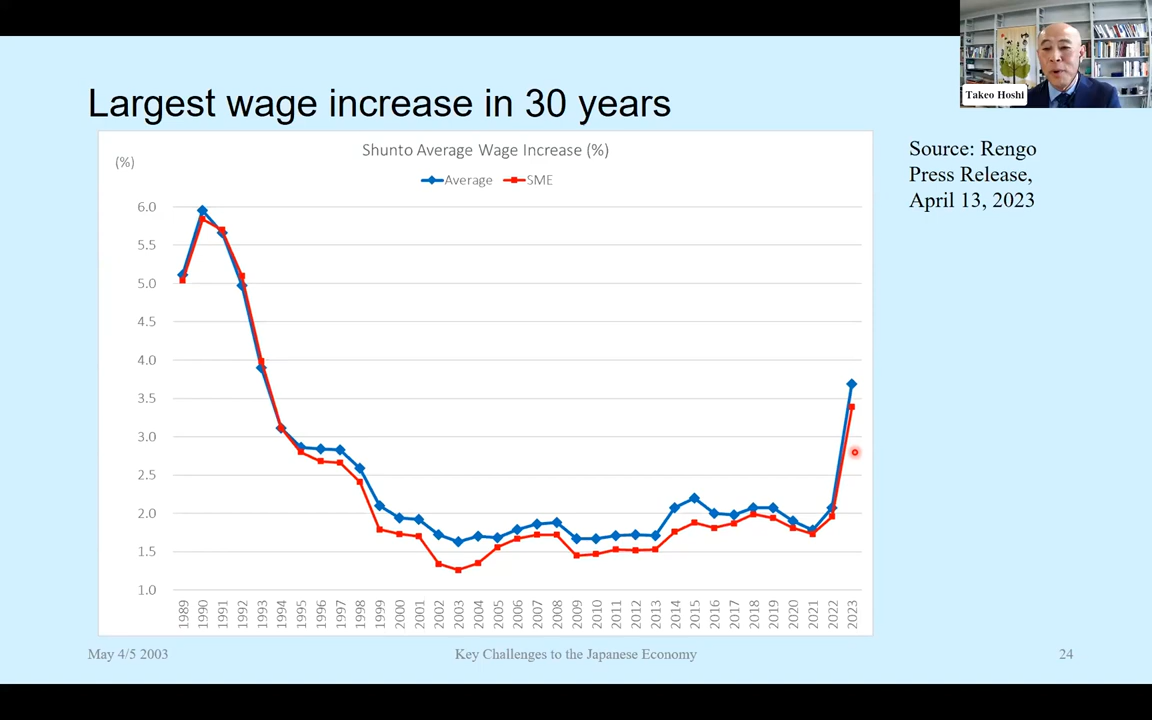 Largest wage increase in 30 years
Takeo Hoshi
Shunto Average Wage Increase (%)
(%)
Average SME
Source: Rengo
Press Release,
April 13, 2023
6.0
5.5
5.0
4.5
4.0
3.5
3.0
2.5
2.0
1.5
1.0
1989 1990 1991 1992 1993 1994 1995 1996 1997 1998 1999 2000 2001 2002 2003 2004 2005 2006 2007 2008 2009 2010 2011 2012 2013 2014 2015 2016 2017 2018 2019 2020 2021 2022 2023
May 4/5 2003 Key Challenges to the Japanese Economy 24